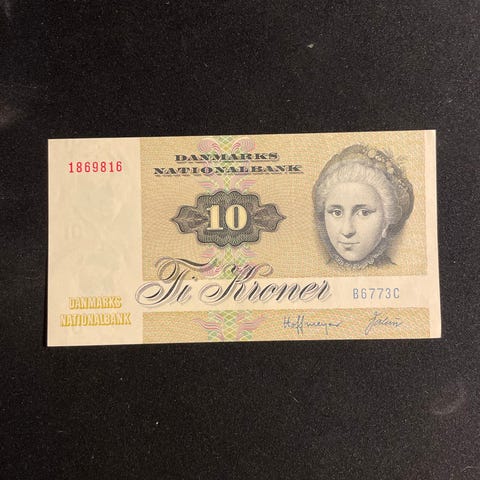 1869816
DANMARKS
NATIONALBANK
10
Ti Kroner
B6773C
DANMARKS
NATIONALBANK
Hoffmeyer